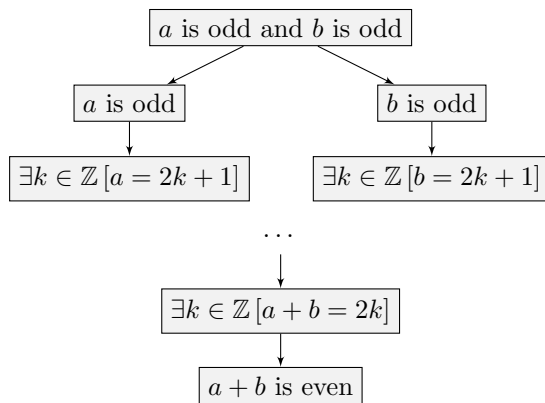 a is odd and b is odd
a is odd
b is odd
∃k ∈ ℤ [a = 2k + 1]
∃k ∈ ℤ [b = 2k + 1]
...
∃k ∈ ℤ [a + b = 2k]
a + b is even